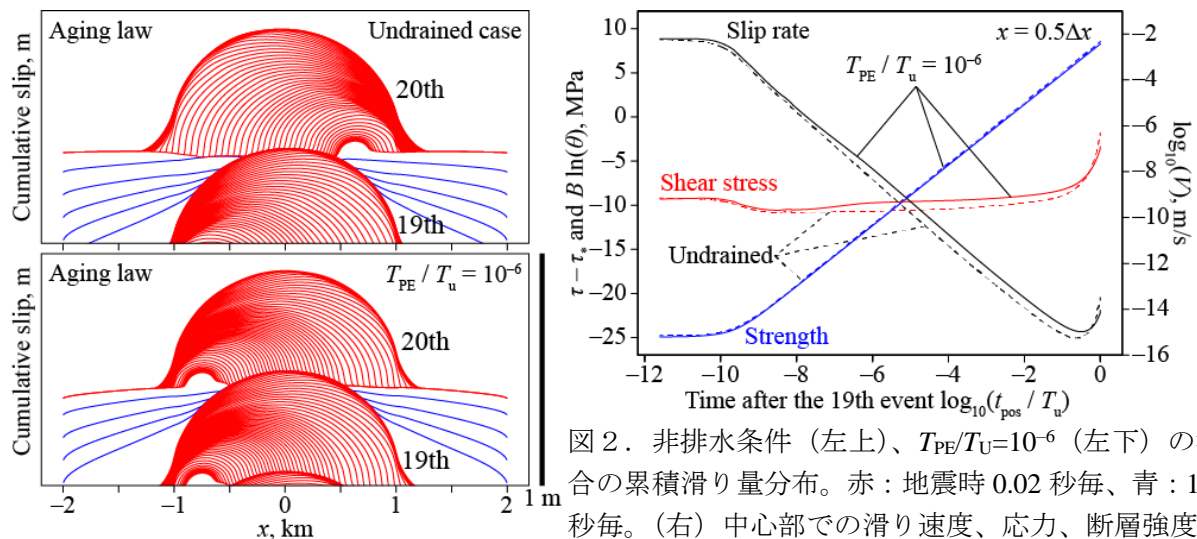 Aging law
Undrained case
Cumulative slip, m
20th
19th
Aging law
T_PE / T_u = 10⁻⁶
Cumulative slip, m
20th
19th
1 m
−2 −1 0 1 2
x, km
10
5
0
−5
−10
−15
−20
−25
τ − τ* and B ln(θ), MPa
Slip rate
x = 0.5Δx
T_PE / T_u = 10⁻⁶
Shear stress
Undrained
Strength
−2
−4
−6
−8
−10
−12
−14
−16
log₁₀(V), m/s
−12 −10 −8 −6 −4 −2 0
Time after the 19th event log₁₀(t_pos / T_u)
図２．非排水条件（左上）、T_PE/T_U=10⁻⁶（左下）の
合の累積滑り量分布。赤：地震時 0.02 秒毎、青：1
秒毎。（右）中心部での滑り速度、応力、断層強度